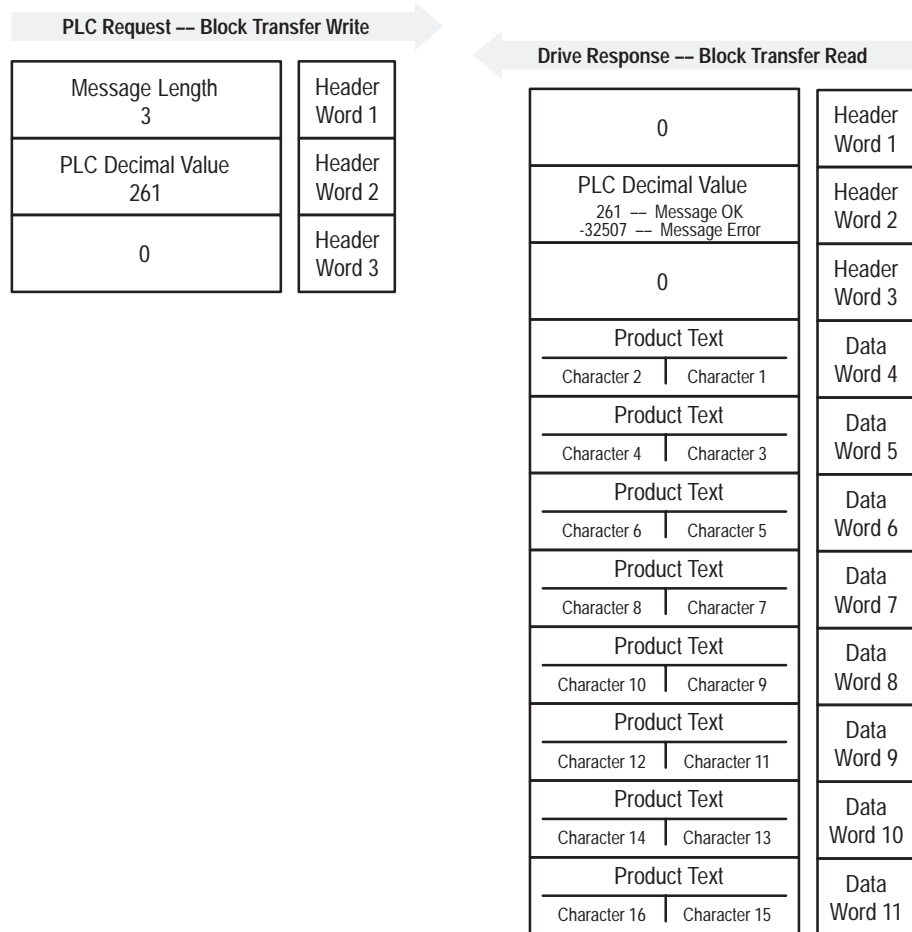 PLC Request –– Block Transfer Write
Message Length
3
Header
Word 1
PLC Decimal Value
261
Header
Word 2
0
Header
Word 3
Drive Response –– Block Transfer Read
0
Header
Word 1
PLC Decimal Value
261 –– Message OK
-32507 –– Message Error
Header
Word 2
0
Header
Word 3
Product Text
Character 2 Character 1
Data
Word 4
Product Text
Character 4 Character 3
Data
Word 5
Product Text
Character 6 Character 5
Data
Word 6
Product Text
Character 8 Character 7
Data
Word 7
Product Text
Character 10 Character 9
Data
Word 8
Product Text
Character 12 Character 11
Data
Word 9
Product Text
Character 14 Character 13
Data
Word 10
Product Text
Character 16 Character 15
Data
Word 11